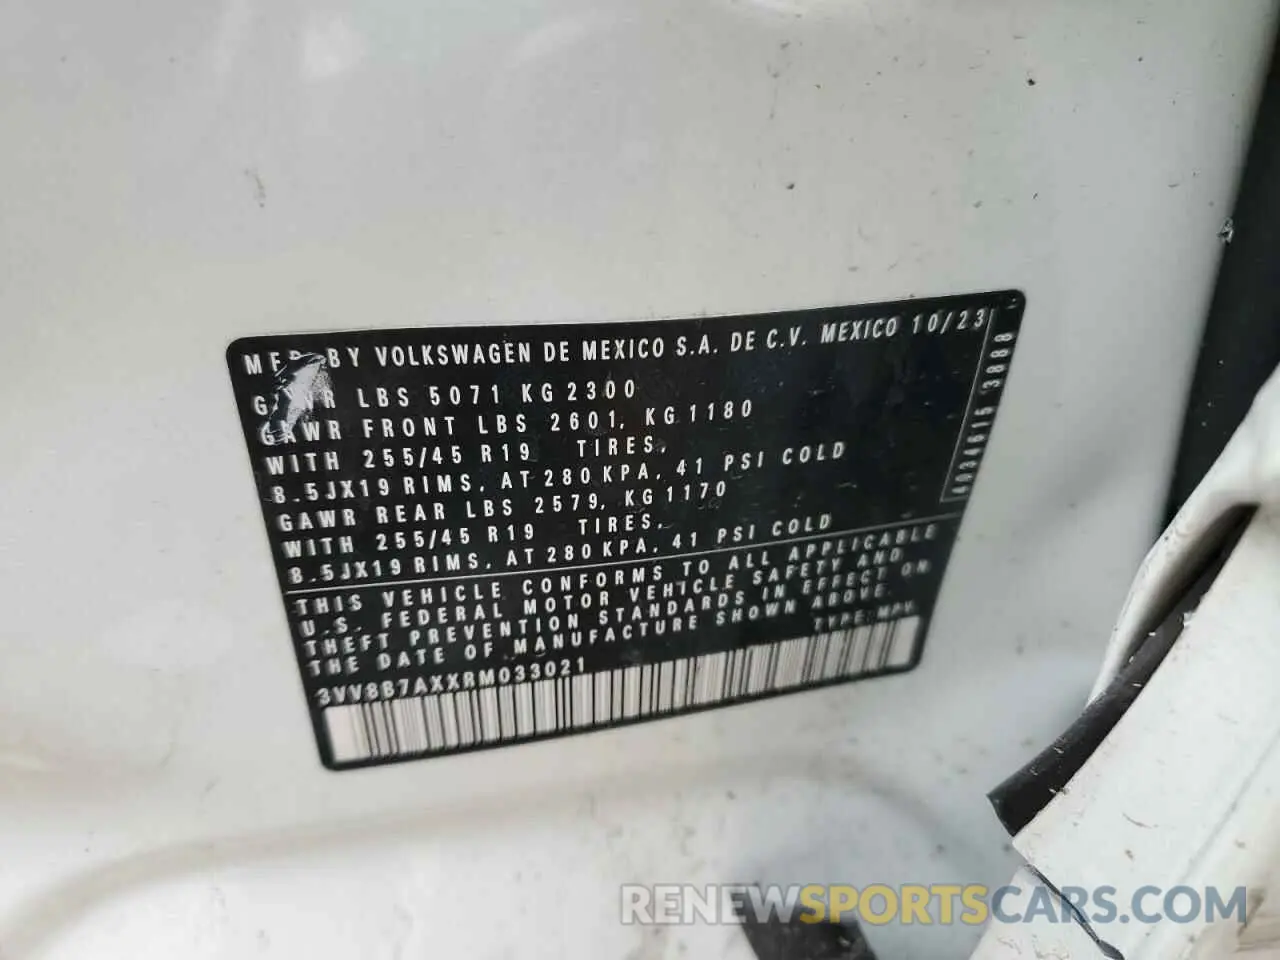 MFD BY VOLKSWAGEN DE MEXICO S.A. DE C.V. MEXICO 10/23
LBS 5071 KG 2300
GAWR FRONT LBS 2601, KG 1180
WITH 255/45 R19 TIRES,
8.5JX19 RIMS, AT 280 KPA, 41 PSI COLD
GAWR REAR LBS 2579, KG 1170
WITH 255/45 R19 TIRES,
8.5JX19 RIMS, AT 280 KPA, 41 PSI COLD
THIS VEHICLE CONFORMS TO ALL APPLICABLE
U.S. FEDERAL MOTOR VEHICLE SAFETY AND
THEFT PREVENTION STANDARDS IN EFFECT ON
THE DATE OF MANUFACTURE SHOWN ABOVE.
TYPE: MPV
3VV8B7AXXRM033021
3888
RENEWSPORTSCARS.COM